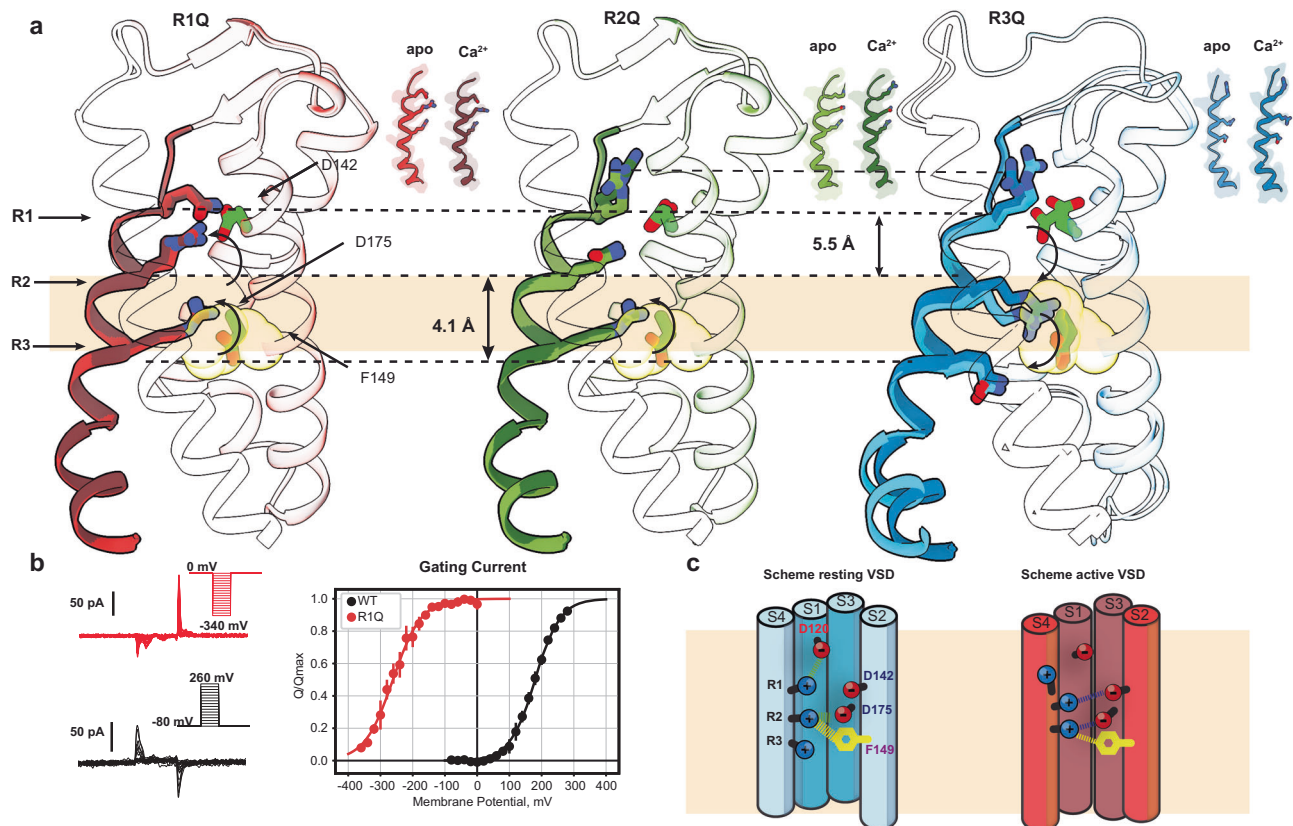 a
R1Q
R2Q
R3Q
apo
Ca²⁺
apo
Ca²⁺
apo
Ca²⁺
D142
R1
D175
5.5 Å
R2
4.1 Å
R3
F149
b
0 mV
50 pA
-340 mV
260 mV
-80 mV
50 pA
Gating Current
WT
R1Q
Q/Qmax
1.0
0.8
0.6
0.4
0.2
0.0
-400 -300 -200 -100 0 100 200 300 400
Membrane Potential, mV
c
Scheme resting VSD
Scheme active VSD
S4 S1 S3 S2
S4 S1 S3 S2
D120
R1
D142
R2
D175
R3
F149
+
+
+
-
-
-
+
+
+
-
-
-